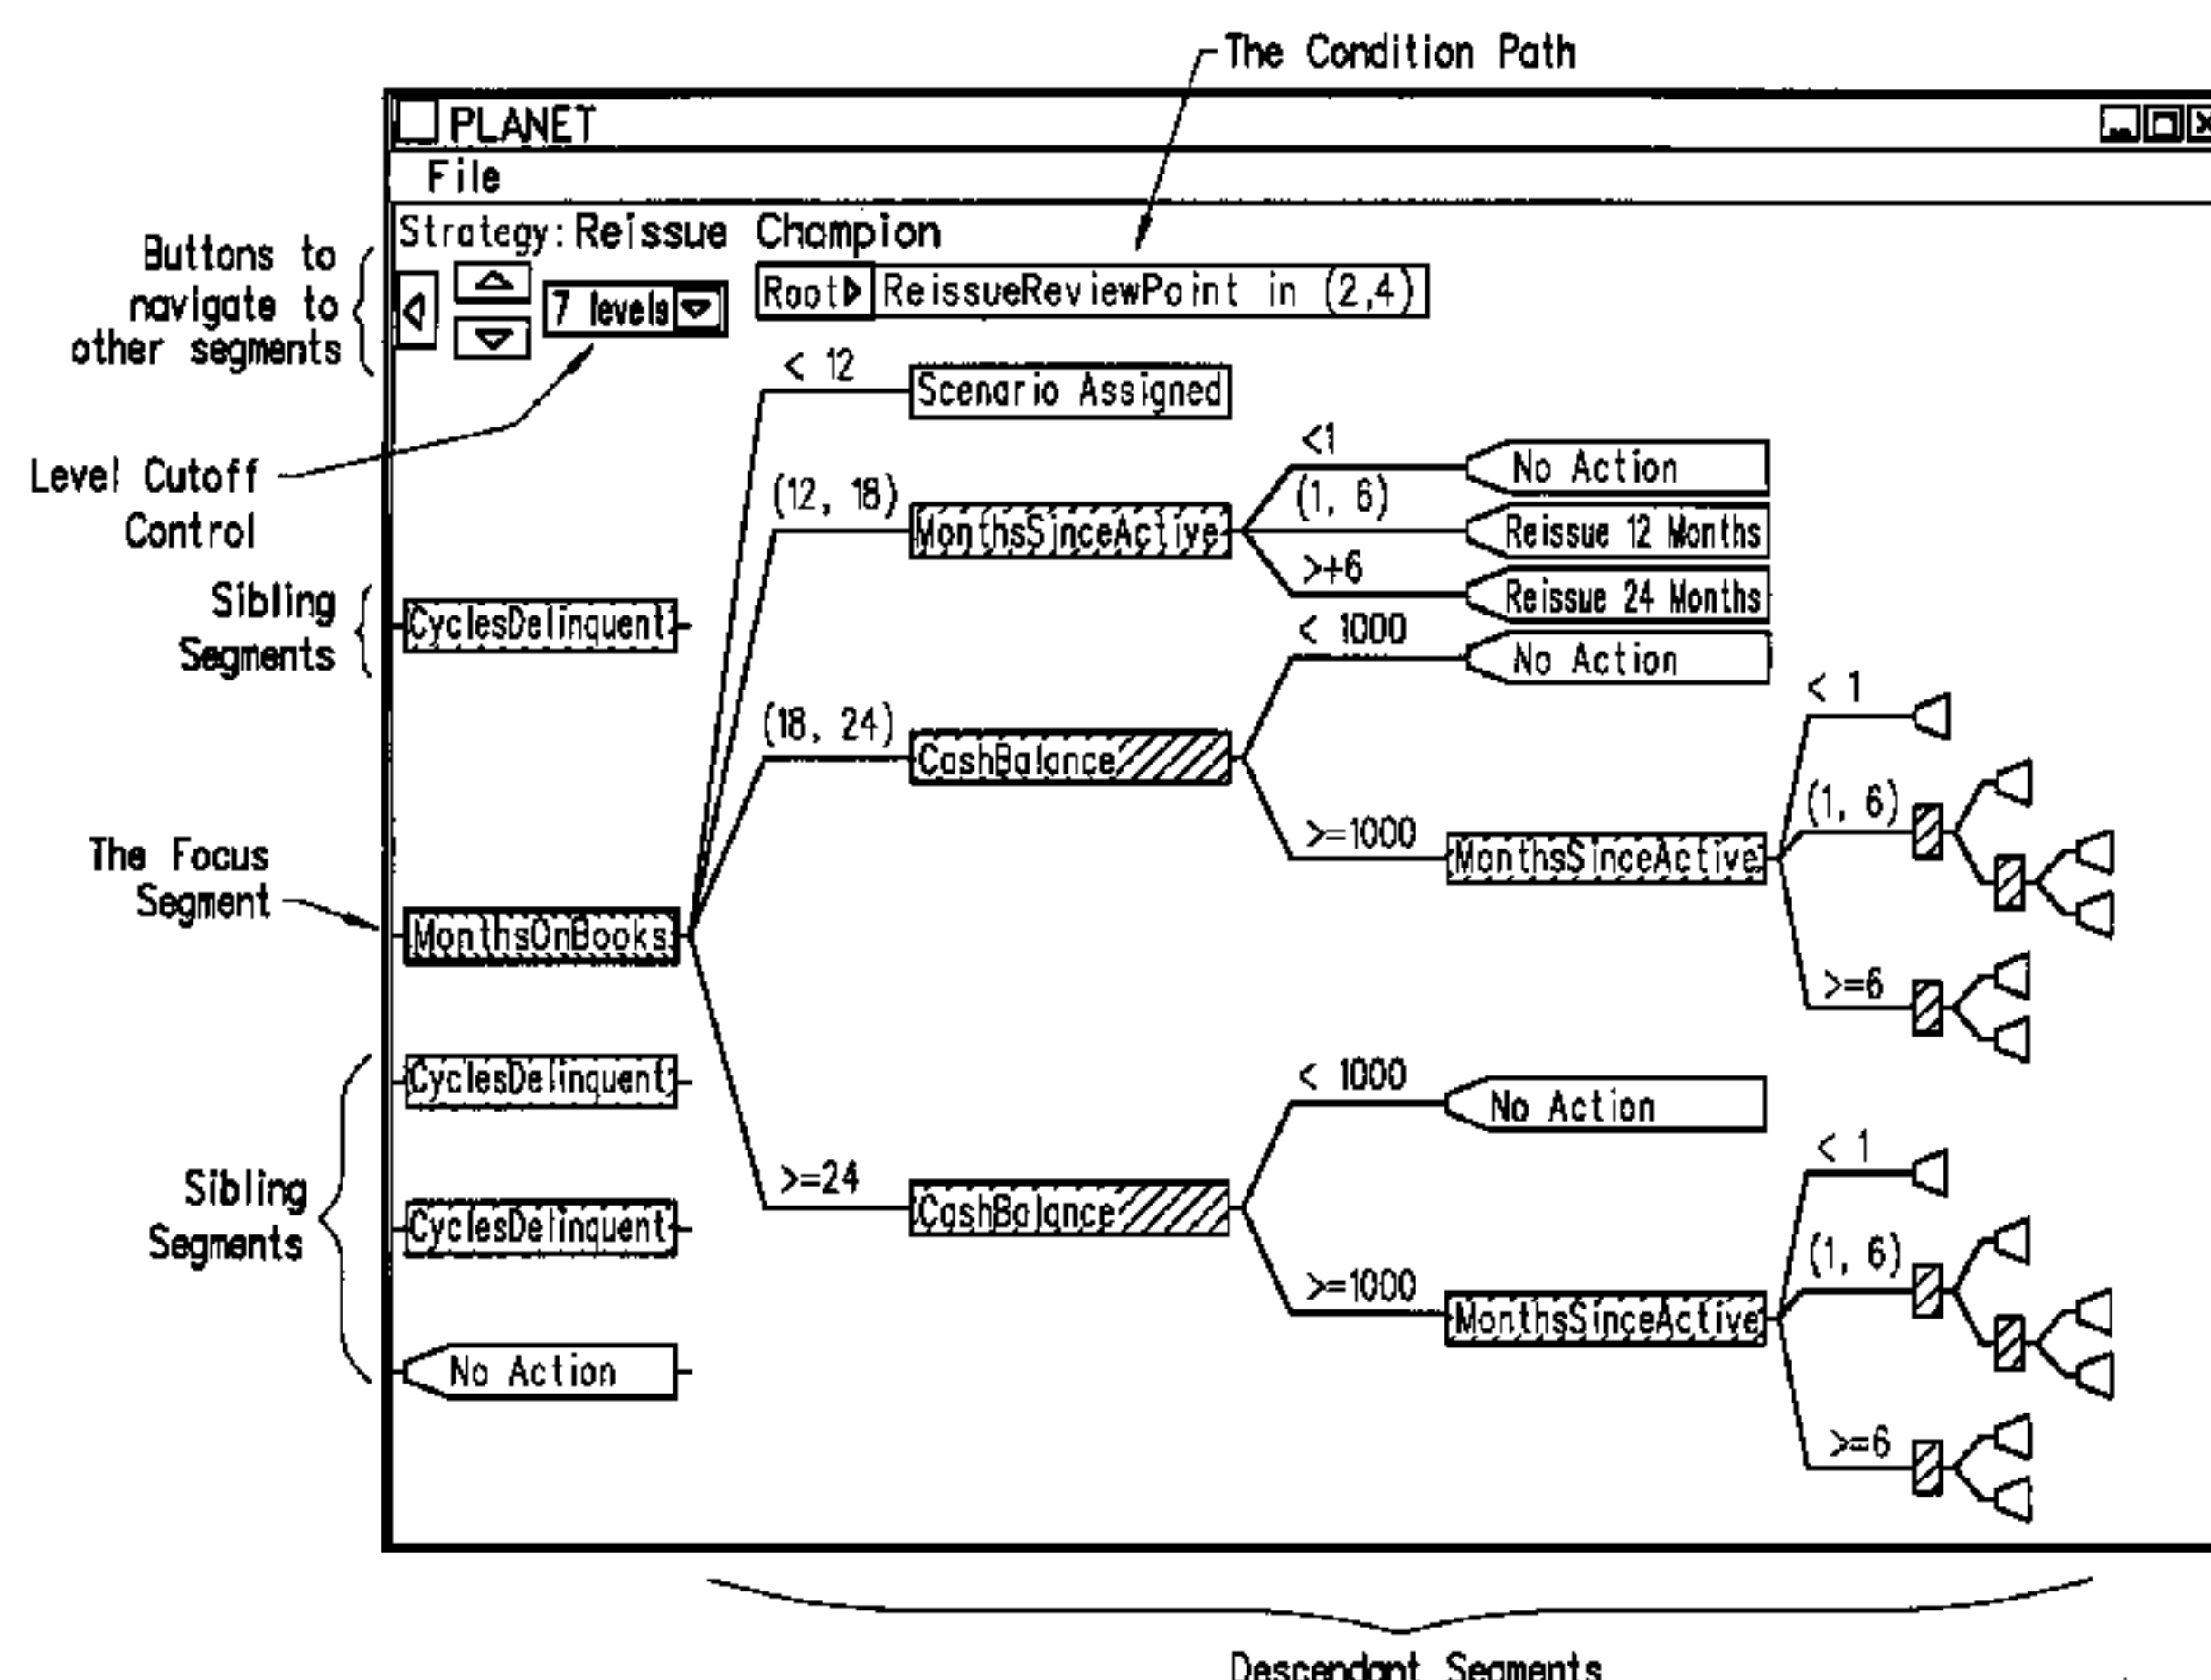 The Condition Path
PLANET
File
Strategy: Reissue Champion
Buttons to
navigate to
other segments
7 levels
Root
ReissueReviewPoint in (2,4)
< 12
Scenario Assigned
Level Cutoff
Control
<1
No Action
(12, 18)
MonthsSinceActive
(1, 6)
Reissue 12 Months
>+6
Reissue 24 Months
Sibling
Segments
CyclesDelinquent
< 1000
No Action
(18, 24)
CashBalance
< 1
(1, 6)
>=1000
MonthsSinceActive
The Focus
Segment
MonthsOnBooks
>=6
CyclesDelinquent
< 1000
No Action
< 1
Sibling
Segments
>=24
CashBalance
CyclesDelinquent
(1, 6)
>=1000
MonthsSinceActive
No Action
>=6
Descendant Segments